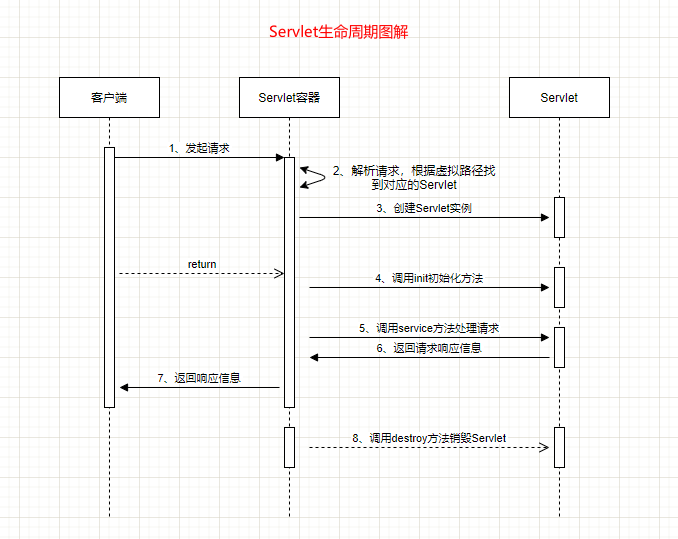 Servlet生命周期图解
客户端
Servlet容器
Servlet
1、发起请求
2、解析请求，根据虚拟路径找
到对应的Servlet
3、创建Servlet实例
return
4、调用init初始化方法
5、调用service方法处理请求
6、返回请求响应信息
7、返回响应信息
8、调用destroy方法销毁Servlet